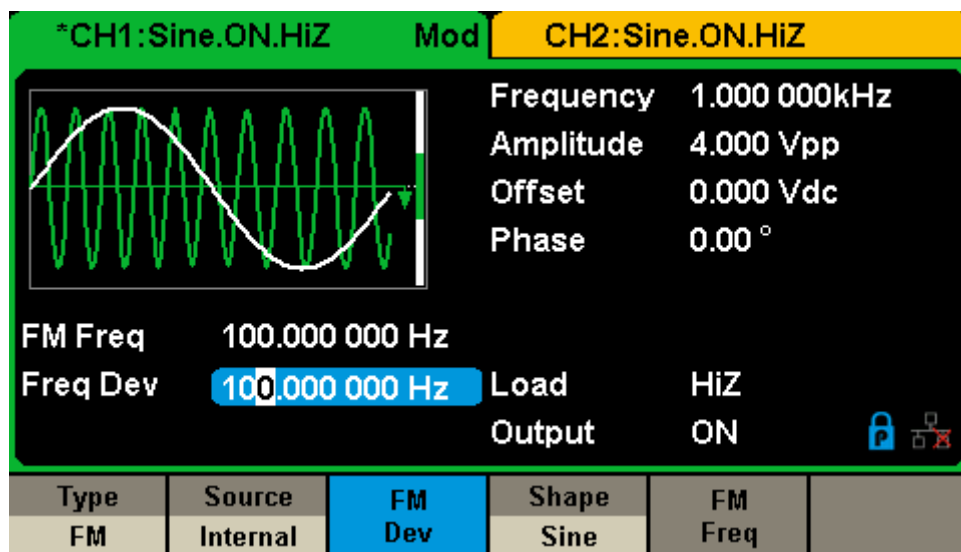 *CH1:Sine.ON.HiZ Mod CH2:Sine.ON.HiZ
Frequency 1.000 000kHz
Amplitude 4.000 Vpp
Offset 0.000 Vdc
Phase 0.00 °
FM Freq 100.000 000 Hz
Freq Dev 100.000 000 Hz Load HiZ
Output ON P
Type Source FM Shape FM
FM Internal Dev Sine Freq